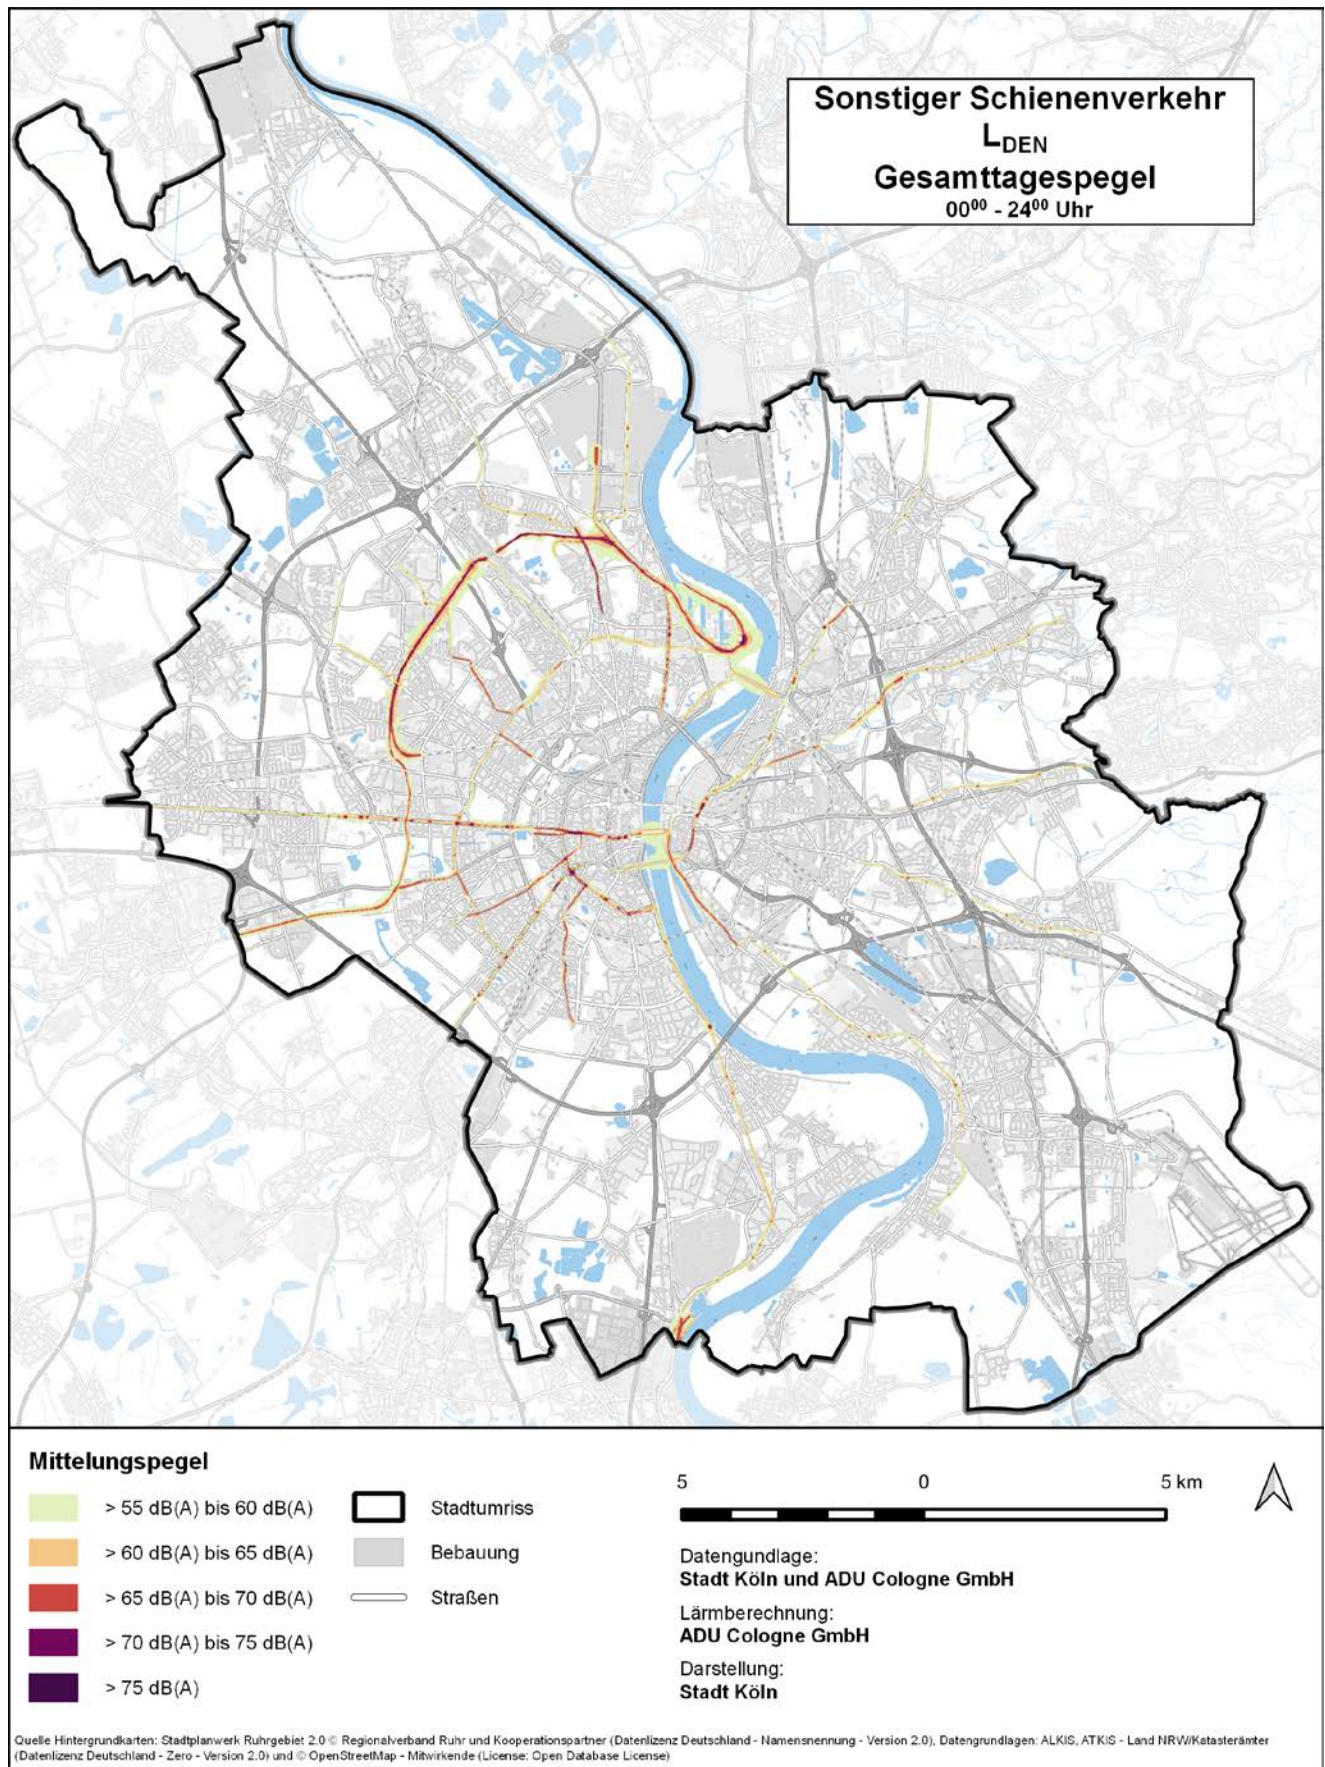 Sonstiger Schienenverkehr
LDEN
Gesamttagespegel
00⁰⁰ - 24⁰⁰ Uhr
Mittelungspegel
> 55 dB(A) bis 60 dB(A)
> 60 dB(A) bis 65 dB(A)
> 65 dB(A) bis 70 dB(A)
> 70 dB(A) bis 75 dB(A)
> 75 dB(A)
Stadtumriss
Bebauung
Straßen
5 0 5 km
Datengundlage:
Stadt Köln und ADU Cologne GmbH
Lärmberechnung:
ADU Cologne GmbH
Darstellung:
Stadt Köln
Quelle Hintergrundkarten: Stadtplanwerk Ruhrgebiet 2.0 © Regionalverband Ruhr und Kooperationspartner (Datenlizenz Deutschland - Namensnennung - Version 2.0), Datengrundlagen: ALKIS, ATKIS - Land NRW/Katasterämter
(Datenlizenz Deutschland - Zero - Version 2.0) und © OpenStreetMap - Mitwirkende (License: Open Database License)